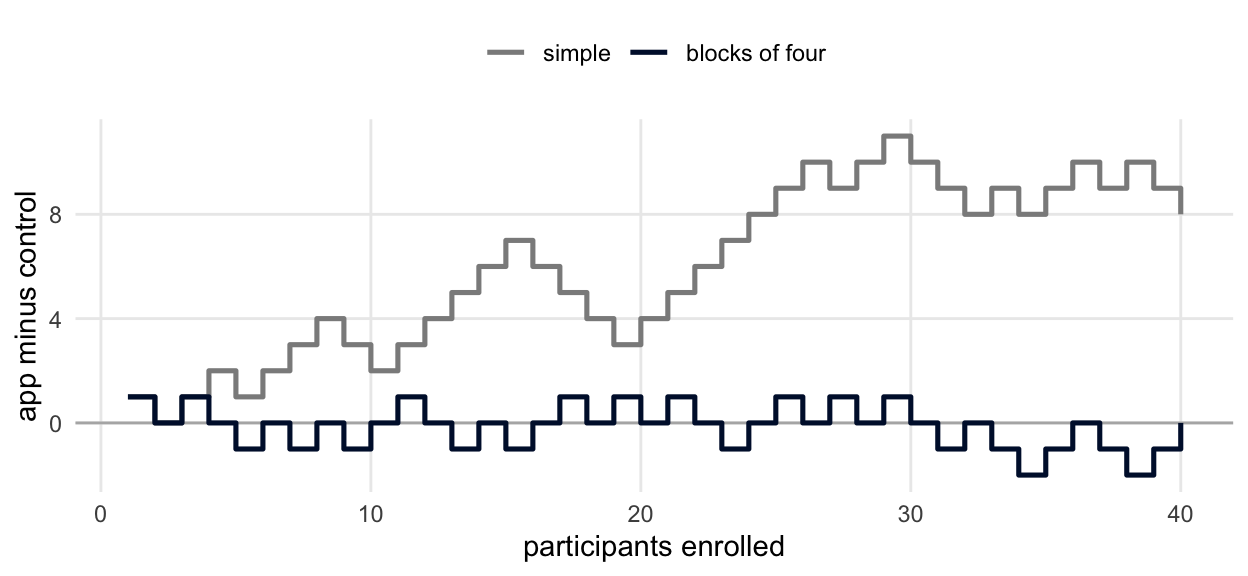 simple blocks of four
app minus control
8
4
0
0 10 20 30 40
participants enrolled